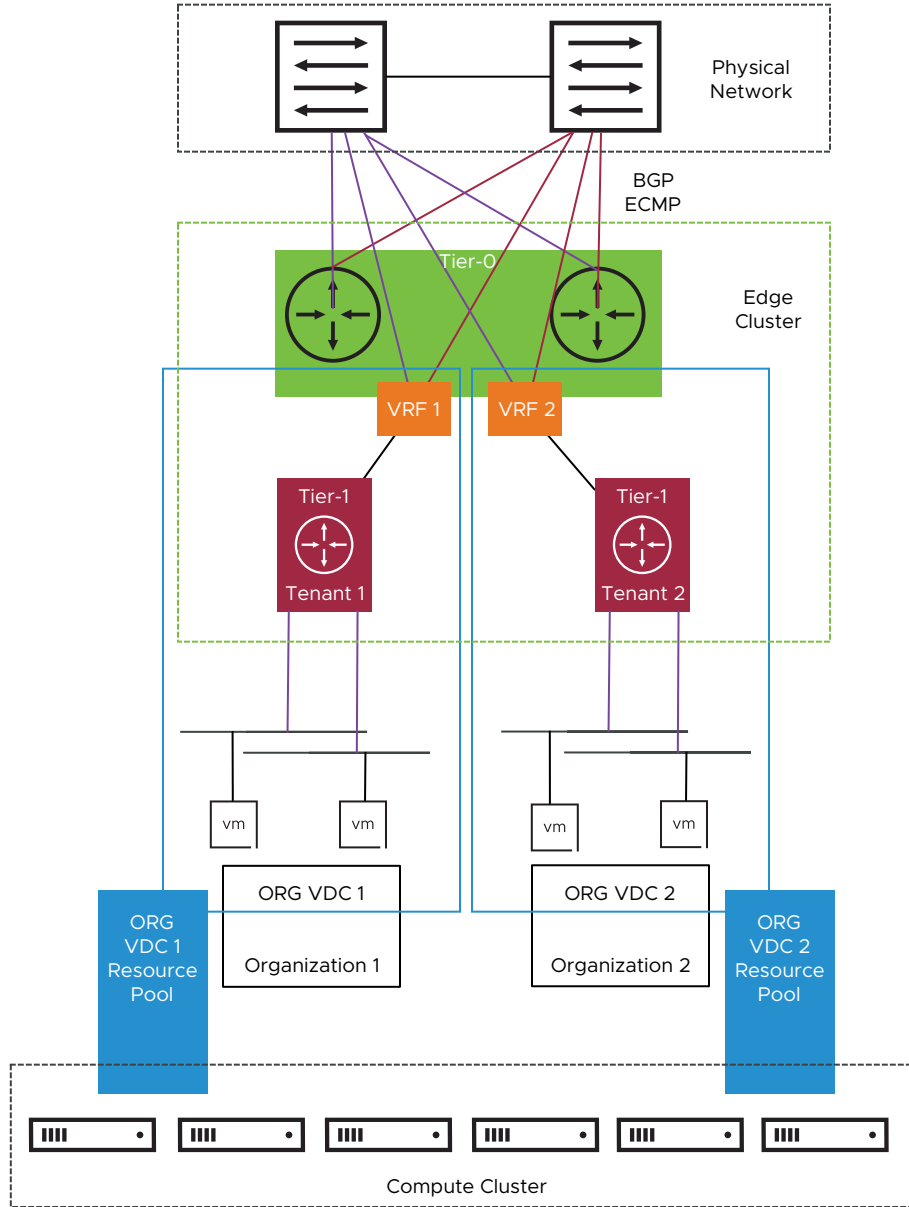 Physical
Network
BGP
ECMP
Tier-0
Edge
Cluster
VRF 1
VRF 2
Tier-1
Tenant 1
Tier-1
Tenant 2
vm
vm
vm
vm
ORG VDC 1
Organization 1
ORG VDC 2
Organization 2
ORG
VDC 1
Resource
Pool
ORG
VDC 2
Resource
Pool
Compute Cluster